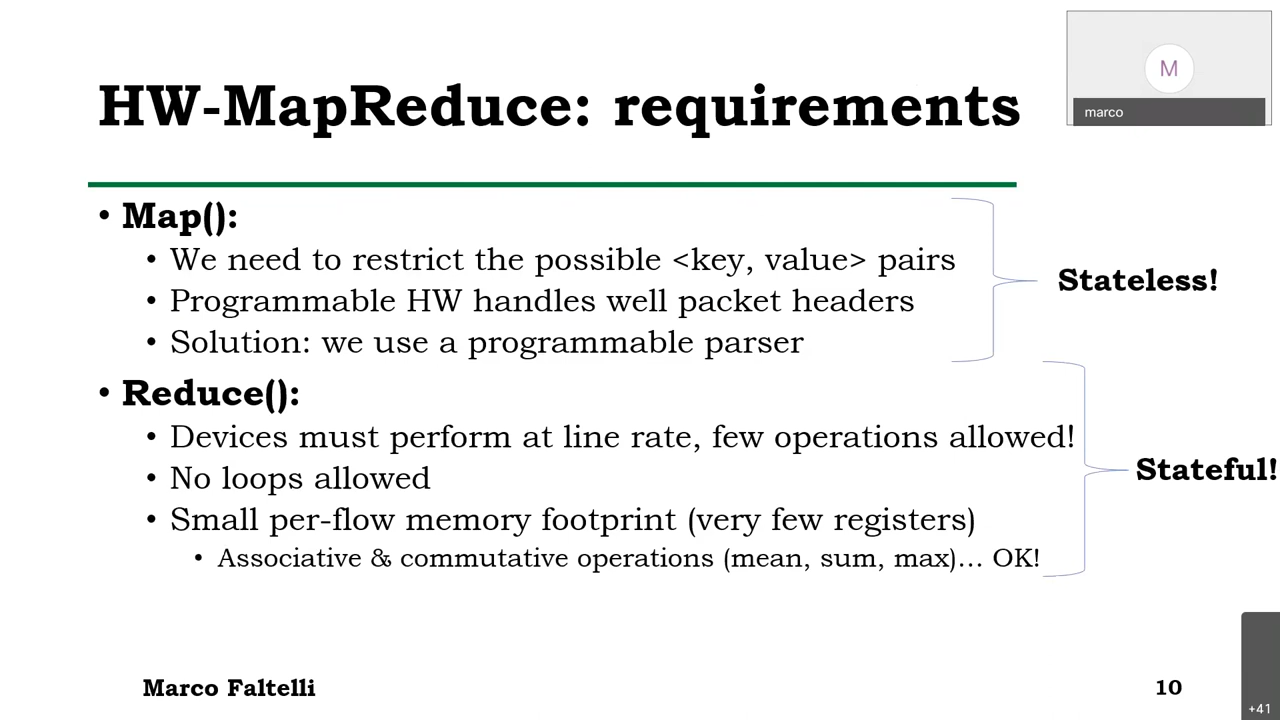 HW-MapReduce: requirements
M
marco
• Map():
• We need to restrict the possible <key, value> pairs
• Programmable HW handles well packet headers
• Solution: we use a programmable parser
Stateless!
• Reduce():
• Devices must perform at line rate, few operations allowed!
• No loops allowed
• Small per-flow memory footprint (very few registers)
• Associative & commutative operations (mean, sum, max)... OK!
Stateful!
Marco Faltelli
10
+41